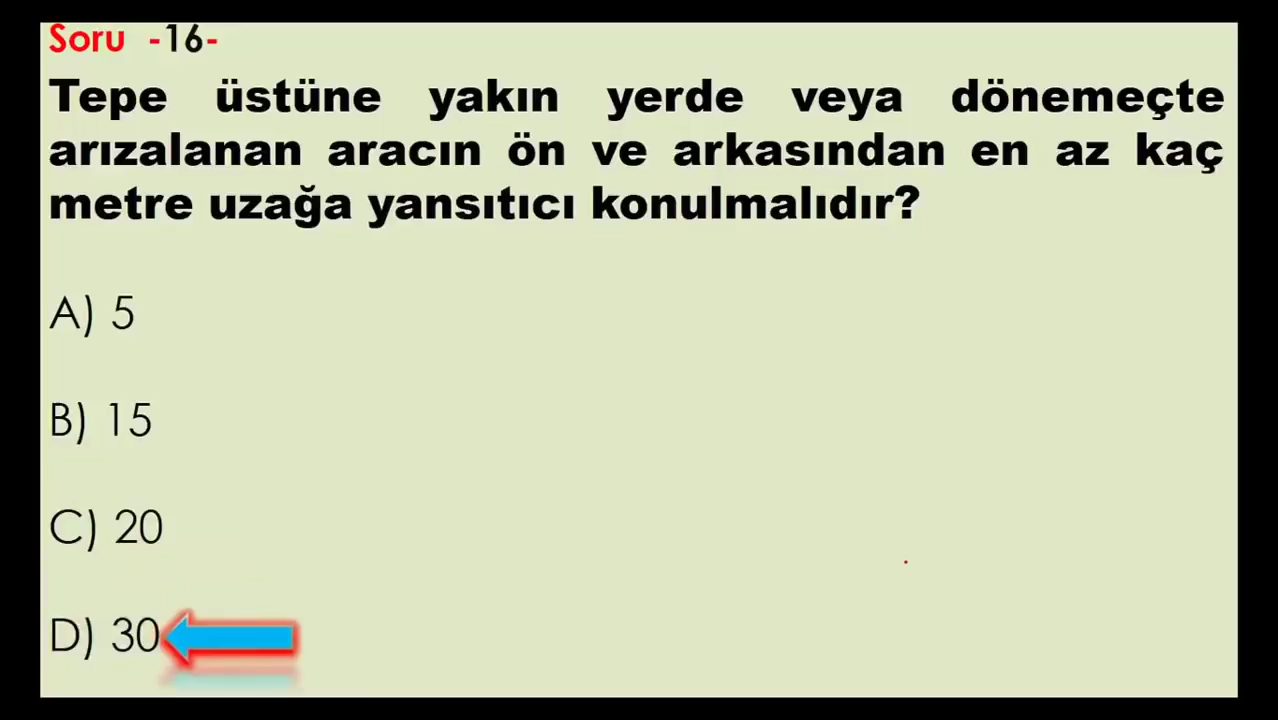 Soru -16-
Tepe üstüne yakın yerde veya dönemeçte
arızalanan aracın ön ve arkasından en az kaç
metre uzağa yansıtıcı konulmalıdır?
A) 5
B) 15
C) 20
D) 30